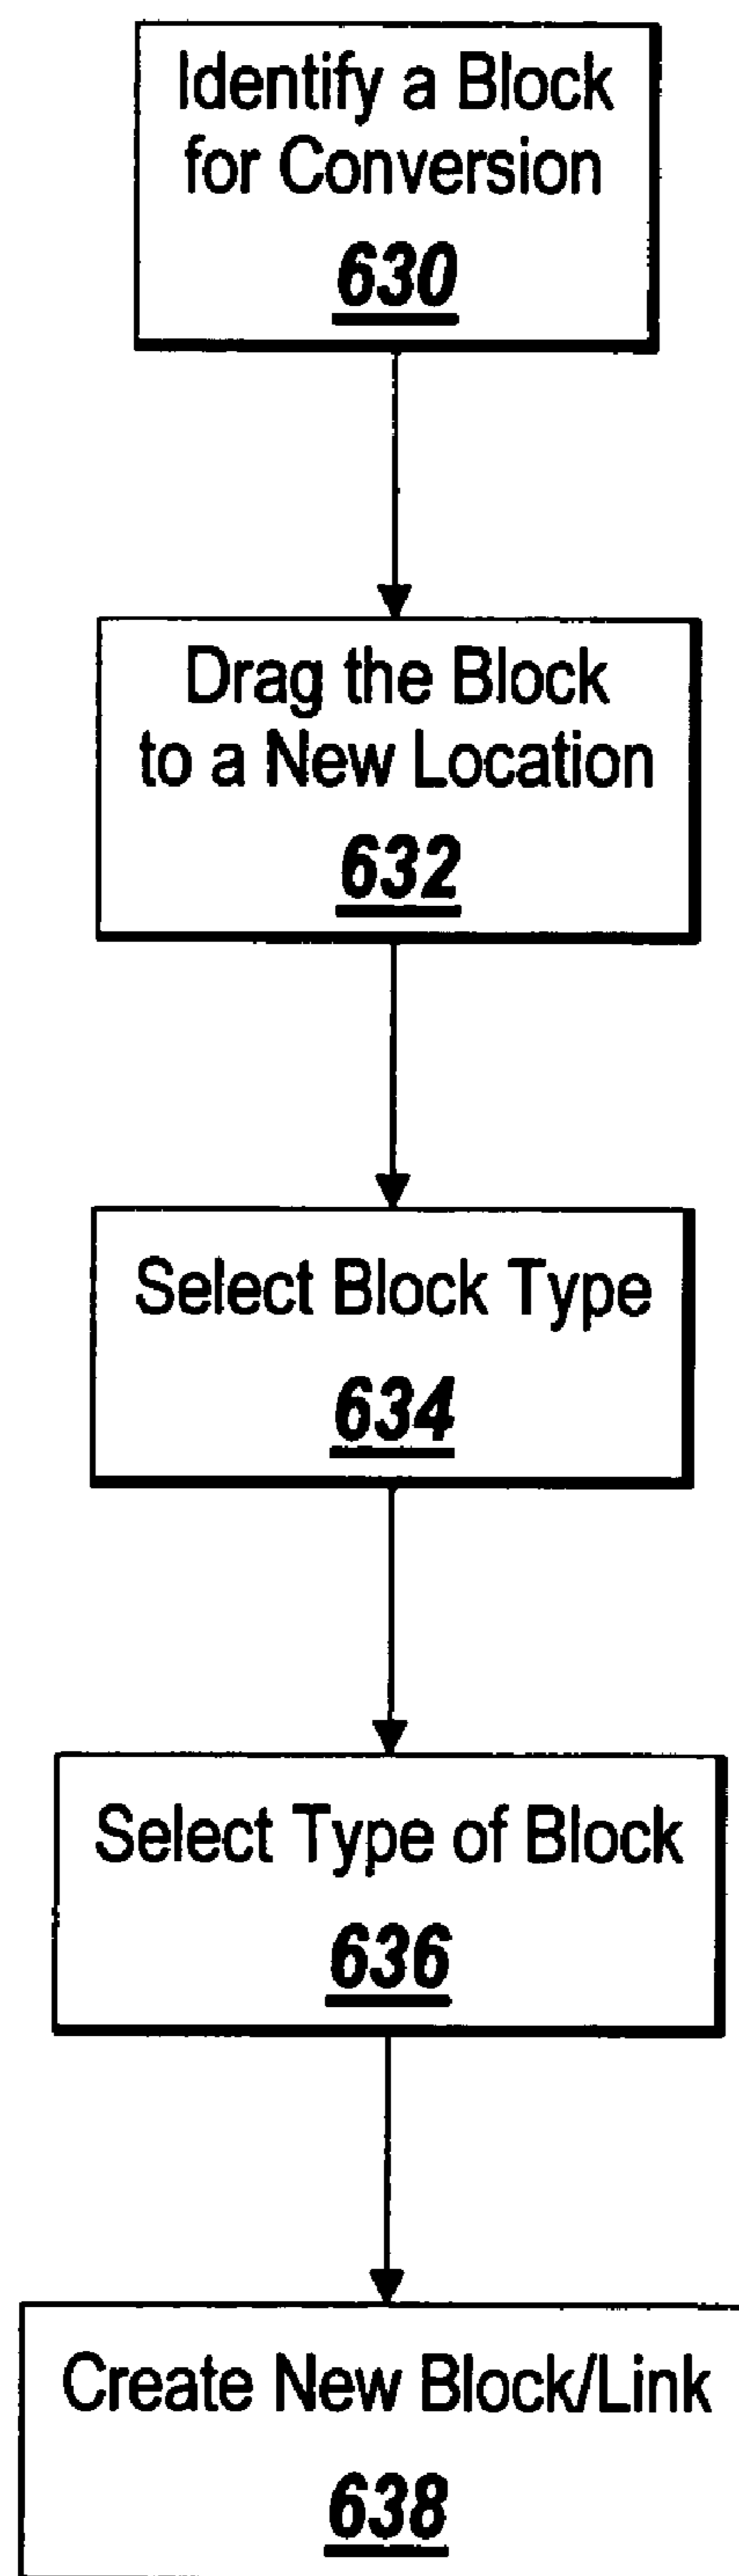 Identify a Block
for Conversion
630
Drag the Block
to a New Location
632
Select Block Type
634
Select Type of Block
636
Create New Block/Link
638